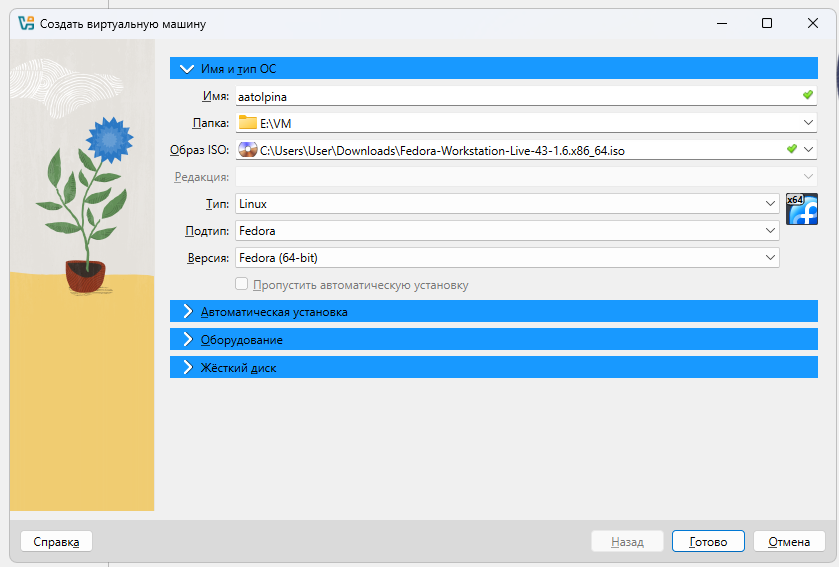 Создать виртуальную машину
Имя и тип ОС
Имя: aatolpina
Папка: E:\VM
Образ ISO: C:\Users\User\Downloads\Fedora-Workstation-Live-43-1.6.x86_64.iso
Редакция:
Тип: Linux
x64
Подтип: Fedora
Версия: Fedora (64-bit)
Пропустить автоматическую установку
Автоматическая установка
Оборудование
Жёсткий диск
Справка Назад Готово Отмена